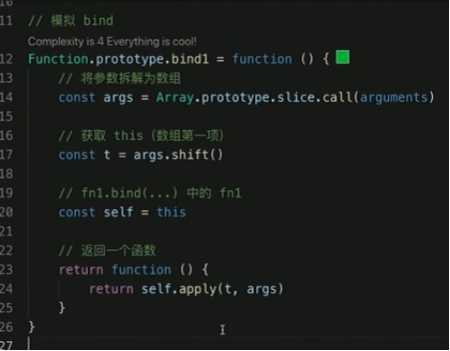 10
11 // 模拟 bind
Complexity is 4 Everything is cool!
12 Function.prototype.bind1 = function () {
13 // 将参数拆解为数组
14 const args = Array.prototype.slice.call(arguments)
15
16 // 获取 this（数组第一项）
17 const t = args.shift()
18
19 // fn1.bind(...) 中的 fn1
20 const self = this
21
22 // 返回一个函数
23 return function () {
24 return self.apply(t, args)
25 }
26 }
27